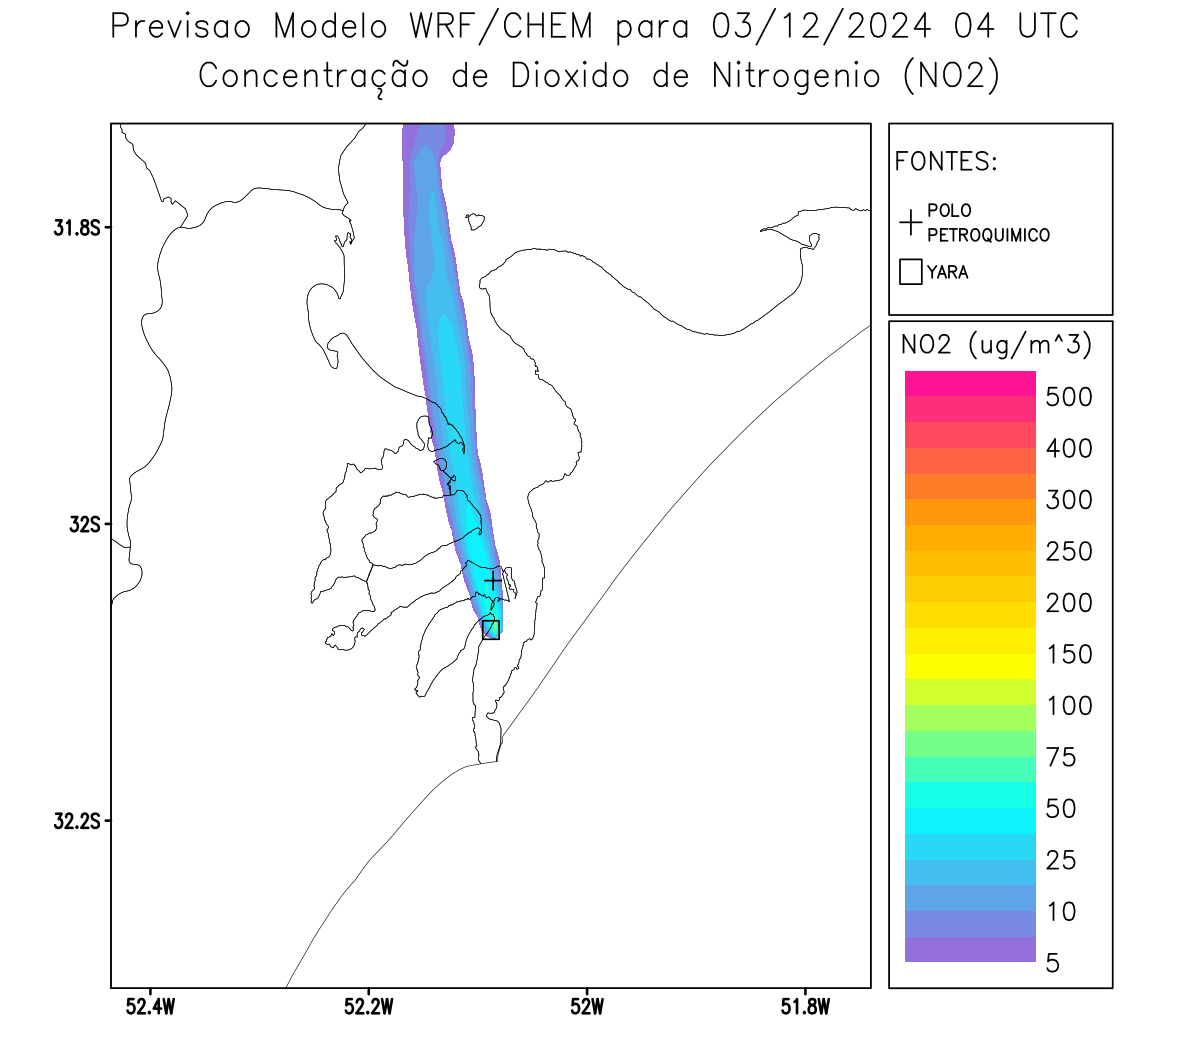 Previsao Modelo WRF/CHEM para 03/12/2024 04 UTC
Concentração de Dioxido de Nitrogenio (NO2)
FONTES:
POLO
PETROQUIMICO
YARA
NO2 (ug/m^3)
500
400
300
250
200
150
100
75
50
25
10
5
31.8S
32S
32.2S
52.4W
52.2W
52W
51.8W